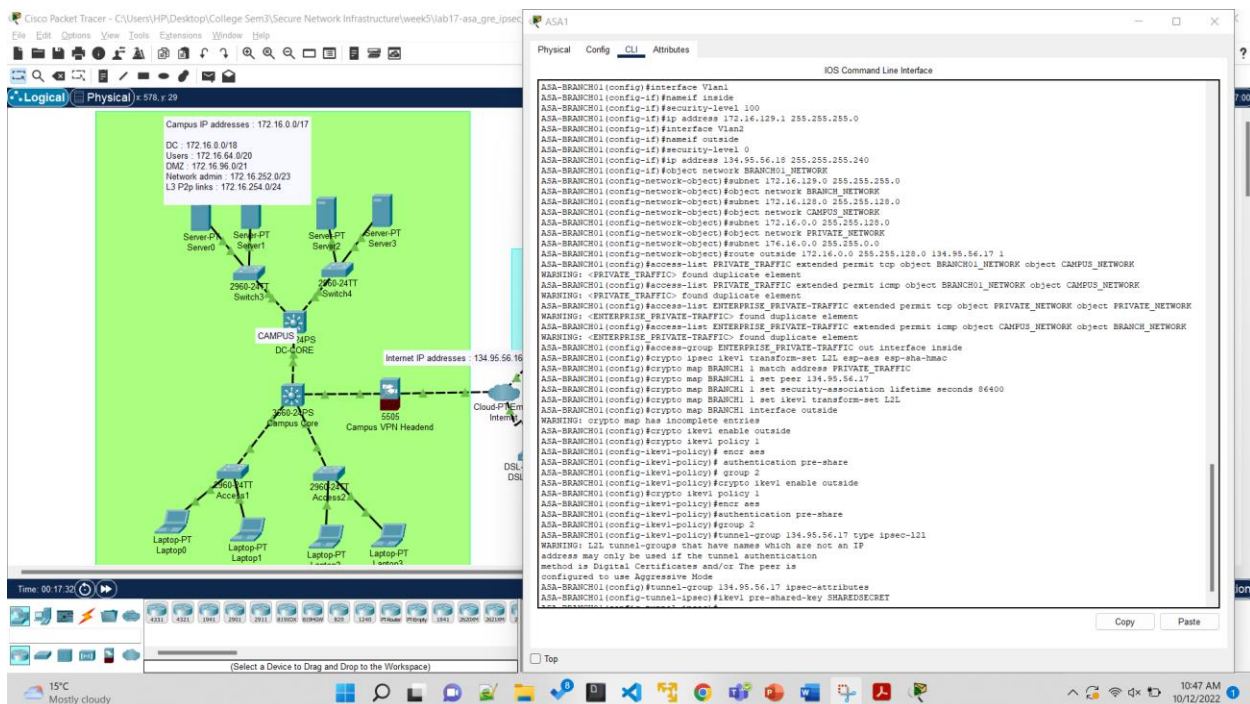 Cisco Packet Tracer - C:\Users\HP\Desktop\College Sem3\Secure Network Infrastructure\week5\lab17-asa_gre_ipsec
File Edit Options View Tools Extensions Window Help
Logical Physical x: 578, y: 29
Campus IP addresses : 172.16.0.0/17
DC : 172.16.0.0/18
Users : 172.16.64.0/20
DMZ : 172.16.96.0/21
Network admin : 172.16.252.0/23
L3 P2p links : 172.16.254.0/24
Server-PT
Server0
Server-PT
Server1
Server-PT
Server2
Server-PT
Server3
2960-24TT
Switch3
2960-24TT
Switch4
CAMPUS
24PS
DC-CORE
Internet IP addresses : 134.95.56.16
3560-24PS
Campus Core
5505
Campus VPN Headend
Cloud-PT-Em
Internet
DSL-
DSL
2960-24TT
Access1
2960-24TT
Access2
Laptop-PT
Laptop0
Laptop-PT
Laptop1
Laptop-PT
Laptop2
Laptop-PT
Laptop3
Time: 00:17:32
4331 4321 1941 2901 2911 819IOX 819HGW 829 1240 PTRouter PTEmpty 1841 2620XM 2621XM
(Select a Device to Drag and Drop to the Workspace)
ASA1
Physical Config CLI Attributes
IOS Command Line Interface
ASA-BRANCH01(config)#interface Vlan1
ASA-BRANCH01(config-if)#nameif inside
ASA-BRANCH01(config-if)#security-level 100
ASA-BRANCH01(config-if)#ip address 172.16.129.1 255.255.255.0
ASA-BRANCH01(config-if)#interface Vlan2
ASA-BRANCH01(config-if)#nameif outside
ASA-BRANCH01(config-if)#security-level 0
ASA-BRANCH01(config-if)#ip address 134.95.56.18 255.255.255.240
ASA-BRANCH01(config-if)#object network BRANCH01_NETWORK
ASA-BRANCH01(config-network-object)#subnet 172.16.129.0 255.255.255.0
ASA-BRANCH01(config-network-object)#object network BRANCH_NETWORK
ASA-BRANCH01(config-network-object)#subnet 172.16.128.0 255.255.128.0
ASA-BRANCH01(config-network-object)#object network CAMPUS_NETWORK
ASA-BRANCH01(config-network-object)#subnet 172.16.0.0 255.255.128.0
ASA-BRANCH01(config-network-object)#object network PRIVATE_NETWORK
ASA-BRANCH01(config-network-object)#subnet 176.16.0.0 255.255.0.0
ASA-BRANCH01(config-network-object)#route outside 172.16.0.0 255.255.128.0 134.95.56.17 1
ASA-BRANCH01(config)#access-list PRIVATE_TRAFFIC extended permit tcp object BRANCH01_NETWORK object CAMPUS_NETWORK
WARNING: <PRIVATE_TRAFFIC> found duplicate element
ASA-BRANCH01(config)#access-list PRIVATE_TRAFFIC extended permit icmp object BRANCH01_NETWORK object CAMPUS_NETWORK
WARNING: <PRIVATE_TRAFFIC> found duplicate element
ASA-BRANCH01(config)#access-list ENTERPRISE_PRIVATE-TRAFFIC extended permit tcp object PRIVATE_NETWORK object PRIVATE_NETWORK
WARNING: <ENTERPRISE_PRIVATE-TRAFFIC> found duplicate element
ASA-BRANCH01(config)#access-list ENTERPRISE_PRIVATE-TRAFFIC extended permit icmp object CAMPUS_NETWORK object BRANCH_NETWORK
WARNING: <ENTERPRISE_PRIVATE-TRAFFIC> found duplicate element
ASA-BRANCH01(config)#access-group ENTERPRISE_PRIVATE-TRAFFIC out interface inside
ASA-BRANCH01(config)#crypto ipsec ikev1 transform-set L2L esp-aes esp-sha-hmac
ASA-BRANCH01(config)#crypto map BRANCH1 1 match address PRIVATE_TRAFFIC
ASA-BRANCH01(config)#crypto map BRANCH1 1 set peer 134.95.56.17
ASA-BRANCH01(config)#crypto map BRANCH1 1 set security-association lifetime seconds 86400
ASA-BRANCH01(config)#crypto map BRANCH1 1 set ikev1 transform-set L2L
ASA-BRANCH01(config)#crypto map BRANCH1 interface outside
WARNING: crypto map has incomplete entries
ASA-BRANCH01(config)#crypto ikev1 enable outside
ASA-BRANCH01(config)#crypto ikev1 policy 1
ASA-BRANCH01(config-ikev1-policy)# encr aes
ASA-BRANCH01(config-ikev1-policy)# authentication pre-share
ASA-BRANCH01(config-ikev1-policy)# group 2
ASA-BRANCH01(config-ikev1-policy)#crypto ikev1 enable outside
ASA-BRANCH01(config)#crypto ikev1 policy 1
ASA-BRANCH01(config-ikev1-policy)#encr aes
ASA-BRANCH01(config-ikev1-policy)#authentication pre-share
ASA-BRANCH01(config-ikev1-policy)#group 2
ASA-BRANCH01(config-ikev1-policy)#tunnel-group 134.95.56.17 type ipsec-l2l
WARNING: L2L tunnel-groups that have names which are not an IP
address may only be used if the tunnel authentication
method is Digital Certificates and/or The peer is
configured to use Aggressive Mode
ASA-BRANCH01(config)#tunnel-group 134.95.56.17 ipsec-attributes
ASA-BRANCH01(config-tunnel-ipsec)#ikev1 pre-shared-key SHAREDSECRET
Copy Paste
Top
15°C
Mostly cloudy
10:47 AM
10/12/2022